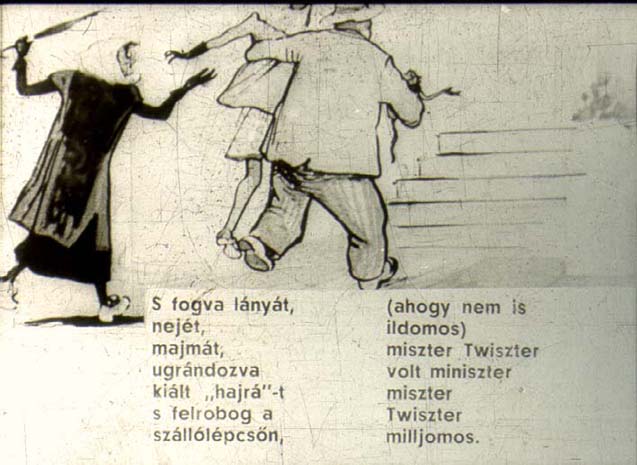 S fogva lányát,
nejét,
majmát,
ugrándozva
kiált „hajrá"-t
s felrobog a
szállólépcsőn,
(ahogy nem is
ildomos)
miszter Twiszter
volt miniszter
miszter
Twiszter
milljomos.